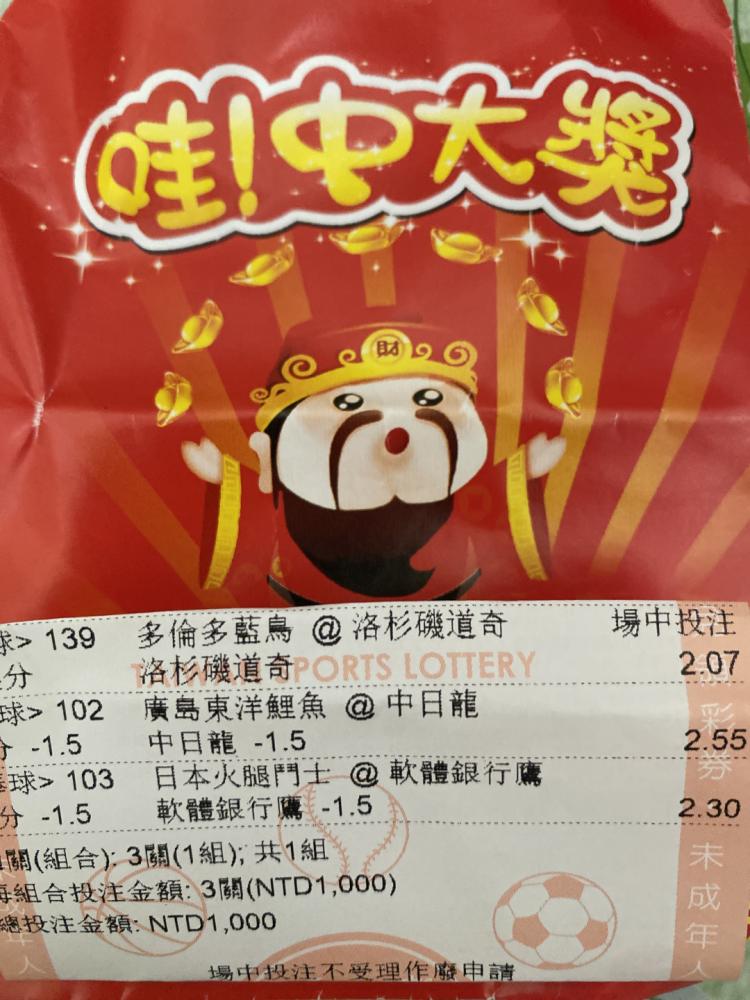 哇!中大獎
財
球> 139 多倫多藍鳥 @ 洛杉磯道奇 場中投注
分 洛杉磯道奇 2.07
SPORTS LOTTERY
球> 102 廣島東洋鯉魚 @ 中日龍
分 -1.5 中日龍 -1.5 2.55
球> 103 日本火腿鬥士 @ 軟體銀行鷹
分 -1.5 軟體銀行鷹 -1.5 2.30
關(組合): 3關(1組); 共1組
每組合投注金額: 3關(NTD1,000)
總投注金額: NTD1,000
場中投注不受理作廢申請
彩券
未成年人